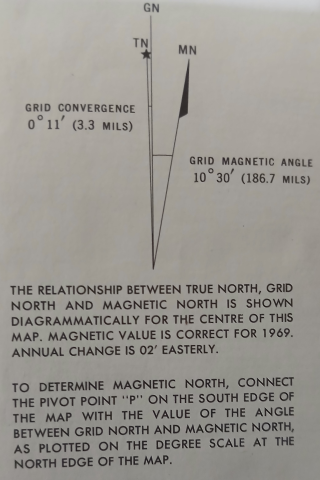 GN
TN
MN
GRID CONVERGENCE
0° 11′ (3.3 MILS)
GRID MAGNETIC ANGLE
10° 30′ (186.7 MILS)
THE RELATIONSHIP BETWEEN TRUE NORTH, GRID
NORTH AND MAGNETIC NORTH IS SHOWN
DIAGRAMMATICALLY FOR THE CENTRE OF THIS
MAP. MAGNETIC VALUE IS CORRECT FOR 1969.
ANNUAL CHANGE IS 02′ EASTERLY.
TO DETERMINE MAGNETIC NORTH, CONNECT
THE PIVOT POINT "P" ON THE SOUTH EDGE OF
THE MAP WITH THE VALUE OF THE ANGLE
BETWEEN GRID NORTH AND MAGNETIC NORTH,
AS PLOTTED ON THE DEGREE SCALE AT THE
NORTH EDGE OF THE MAP.